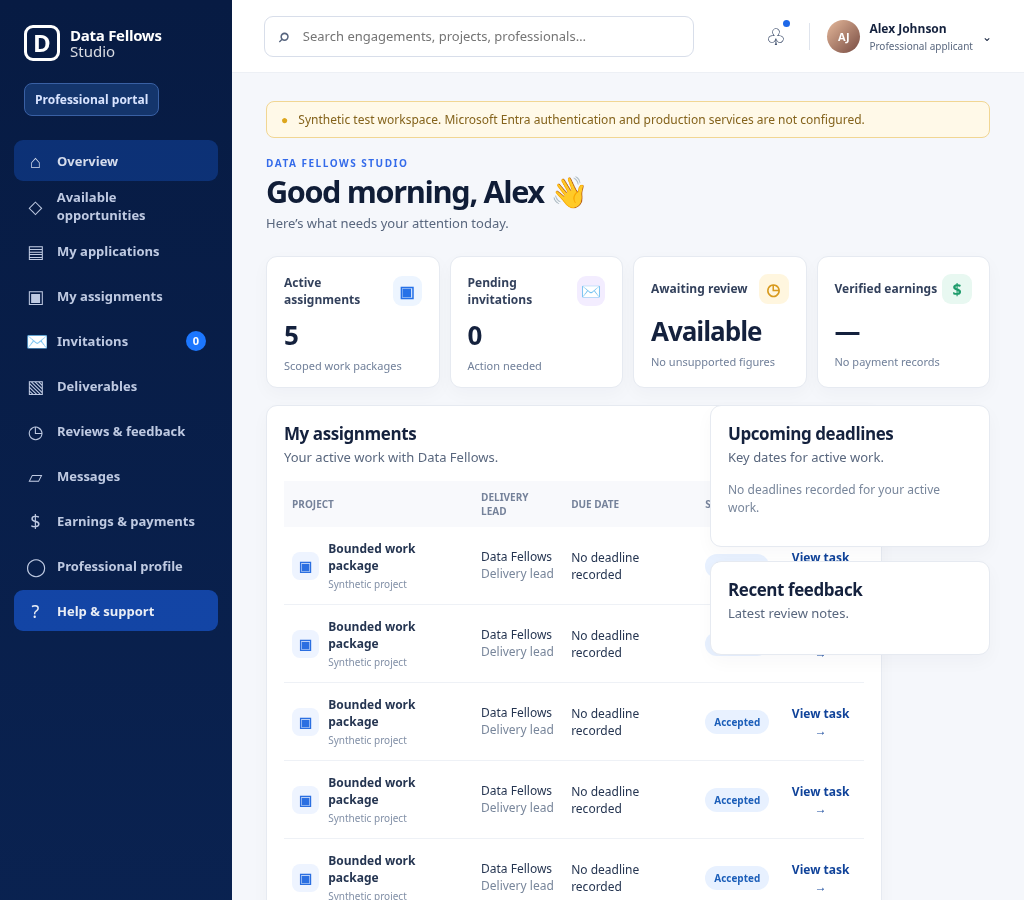 D
Data Fellows
Studio
Professional portal
Overview
Available
opportunities
My applications
My assignments
Invitations
0
Deliverables
Reviews & feedback
Messages
$ Earnings & payments
Professional profile
? Help & support
Search engagements, projects, professionals...
AJ
Alex Johnson
Professional applicant
Synthetic test workspace. Microsoft Entra authentication and production services are not configured.
DATA FELLOWS STUDIO
Good morning, Alex 👋
Here’s what needs your attention today.
Active
assignments
5
Scoped work packages
Pending
invitations
0
Action needed
Awaiting review
Available
No unsupported figures
Verified earnings
$
—
No payment records
My assignments
Your active work with Data Fellows.
PROJECT
DELIVERY
LEAD
DUE DATE
S
Bounded work
package
Synthetic project
Data Fellows
Delivery lead
No deadline
recorded
View task
Bounded work
package
Synthetic project
Data Fellows
Delivery lead
No deadline
recorded
→
Bounded work
package
Synthetic project
Data Fellows
Delivery lead
No deadline
recorded
Accepted
View task
→
Bounded work
package
Synthetic project
Data Fellows
Delivery lead
No deadline
recorded
Accepted
View task
→
Bounded work
package
Synthetic project
Data Fellows
Delivery lead
No deadline
recorded
Accepted
View task
→
Upcoming deadlines
Key dates for active work.
No deadlines recorded for your active
work.
Recent feedback
Latest review notes.